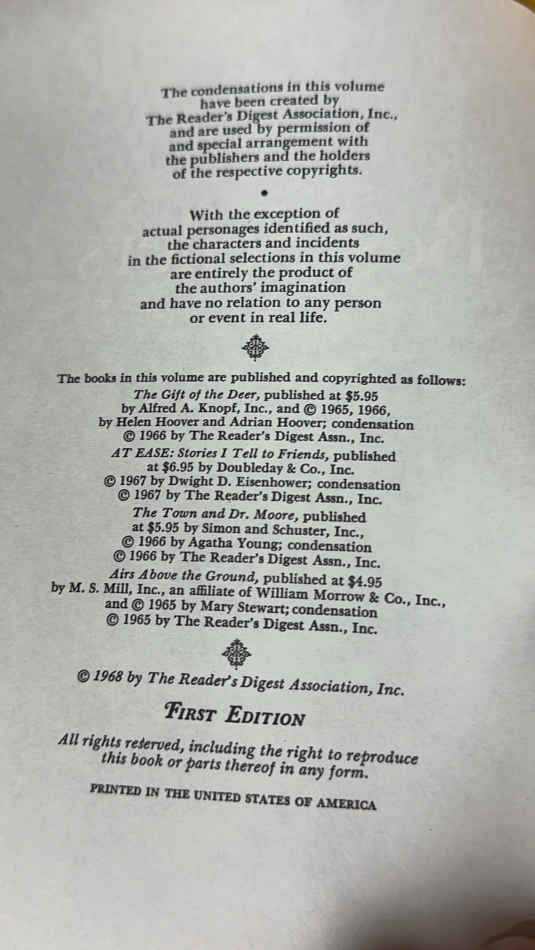 The condensations in this volume
have been created by
The Reader's Digest Association, Inc.,
and are used by permission of
and special arrangement with
the publishers and the holders
of the respective copyrights.
•
With the exception of
actual personages identified as such,
the characters and incidents
in the fictional selections in this volume
are entirely the product of
the authors' imagination
and have no relation to any person
or event in real life.
The books in this volume are published and copyrighted as follows:
The Gift of the Deer, published at $5.95
by Alfred A. Knopf, Inc., and © 1965, 1966,
by Helen Hoover and Adrian Hoover; condensation
© 1966 by The Reader's Digest Assn., Inc.
AT EASE: Stories I Tell to Friends, published
at $6.95 by Doubleday & Co., Inc.
© 1967 by Dwight D. Eisenhower; condensation
© 1967 by The Reader's Digest Assn., Inc.
The Town and Dr. Moore, published
at $5.95 by Simon and Schuster, Inc.,
© 1966 by Agatha Young; condensation
© 1966 by The Reader's Digest Assn., Inc.
Airs Above the Ground, published at $4.95
by M. S. Mill, Inc., an affiliate of William Morrow & Co., Inc.,
and © 1965 by Mary Stewart; condensation
© 1965 by The Reader's Digest Assn., Inc.
© 1968 by The Reader's Digest Association, Inc.
FIRST EDITION
All rights reserved, including the right to reproduce
this book or parts thereof in any form.
PRINTED IN THE UNITED STATES OF AMERICA